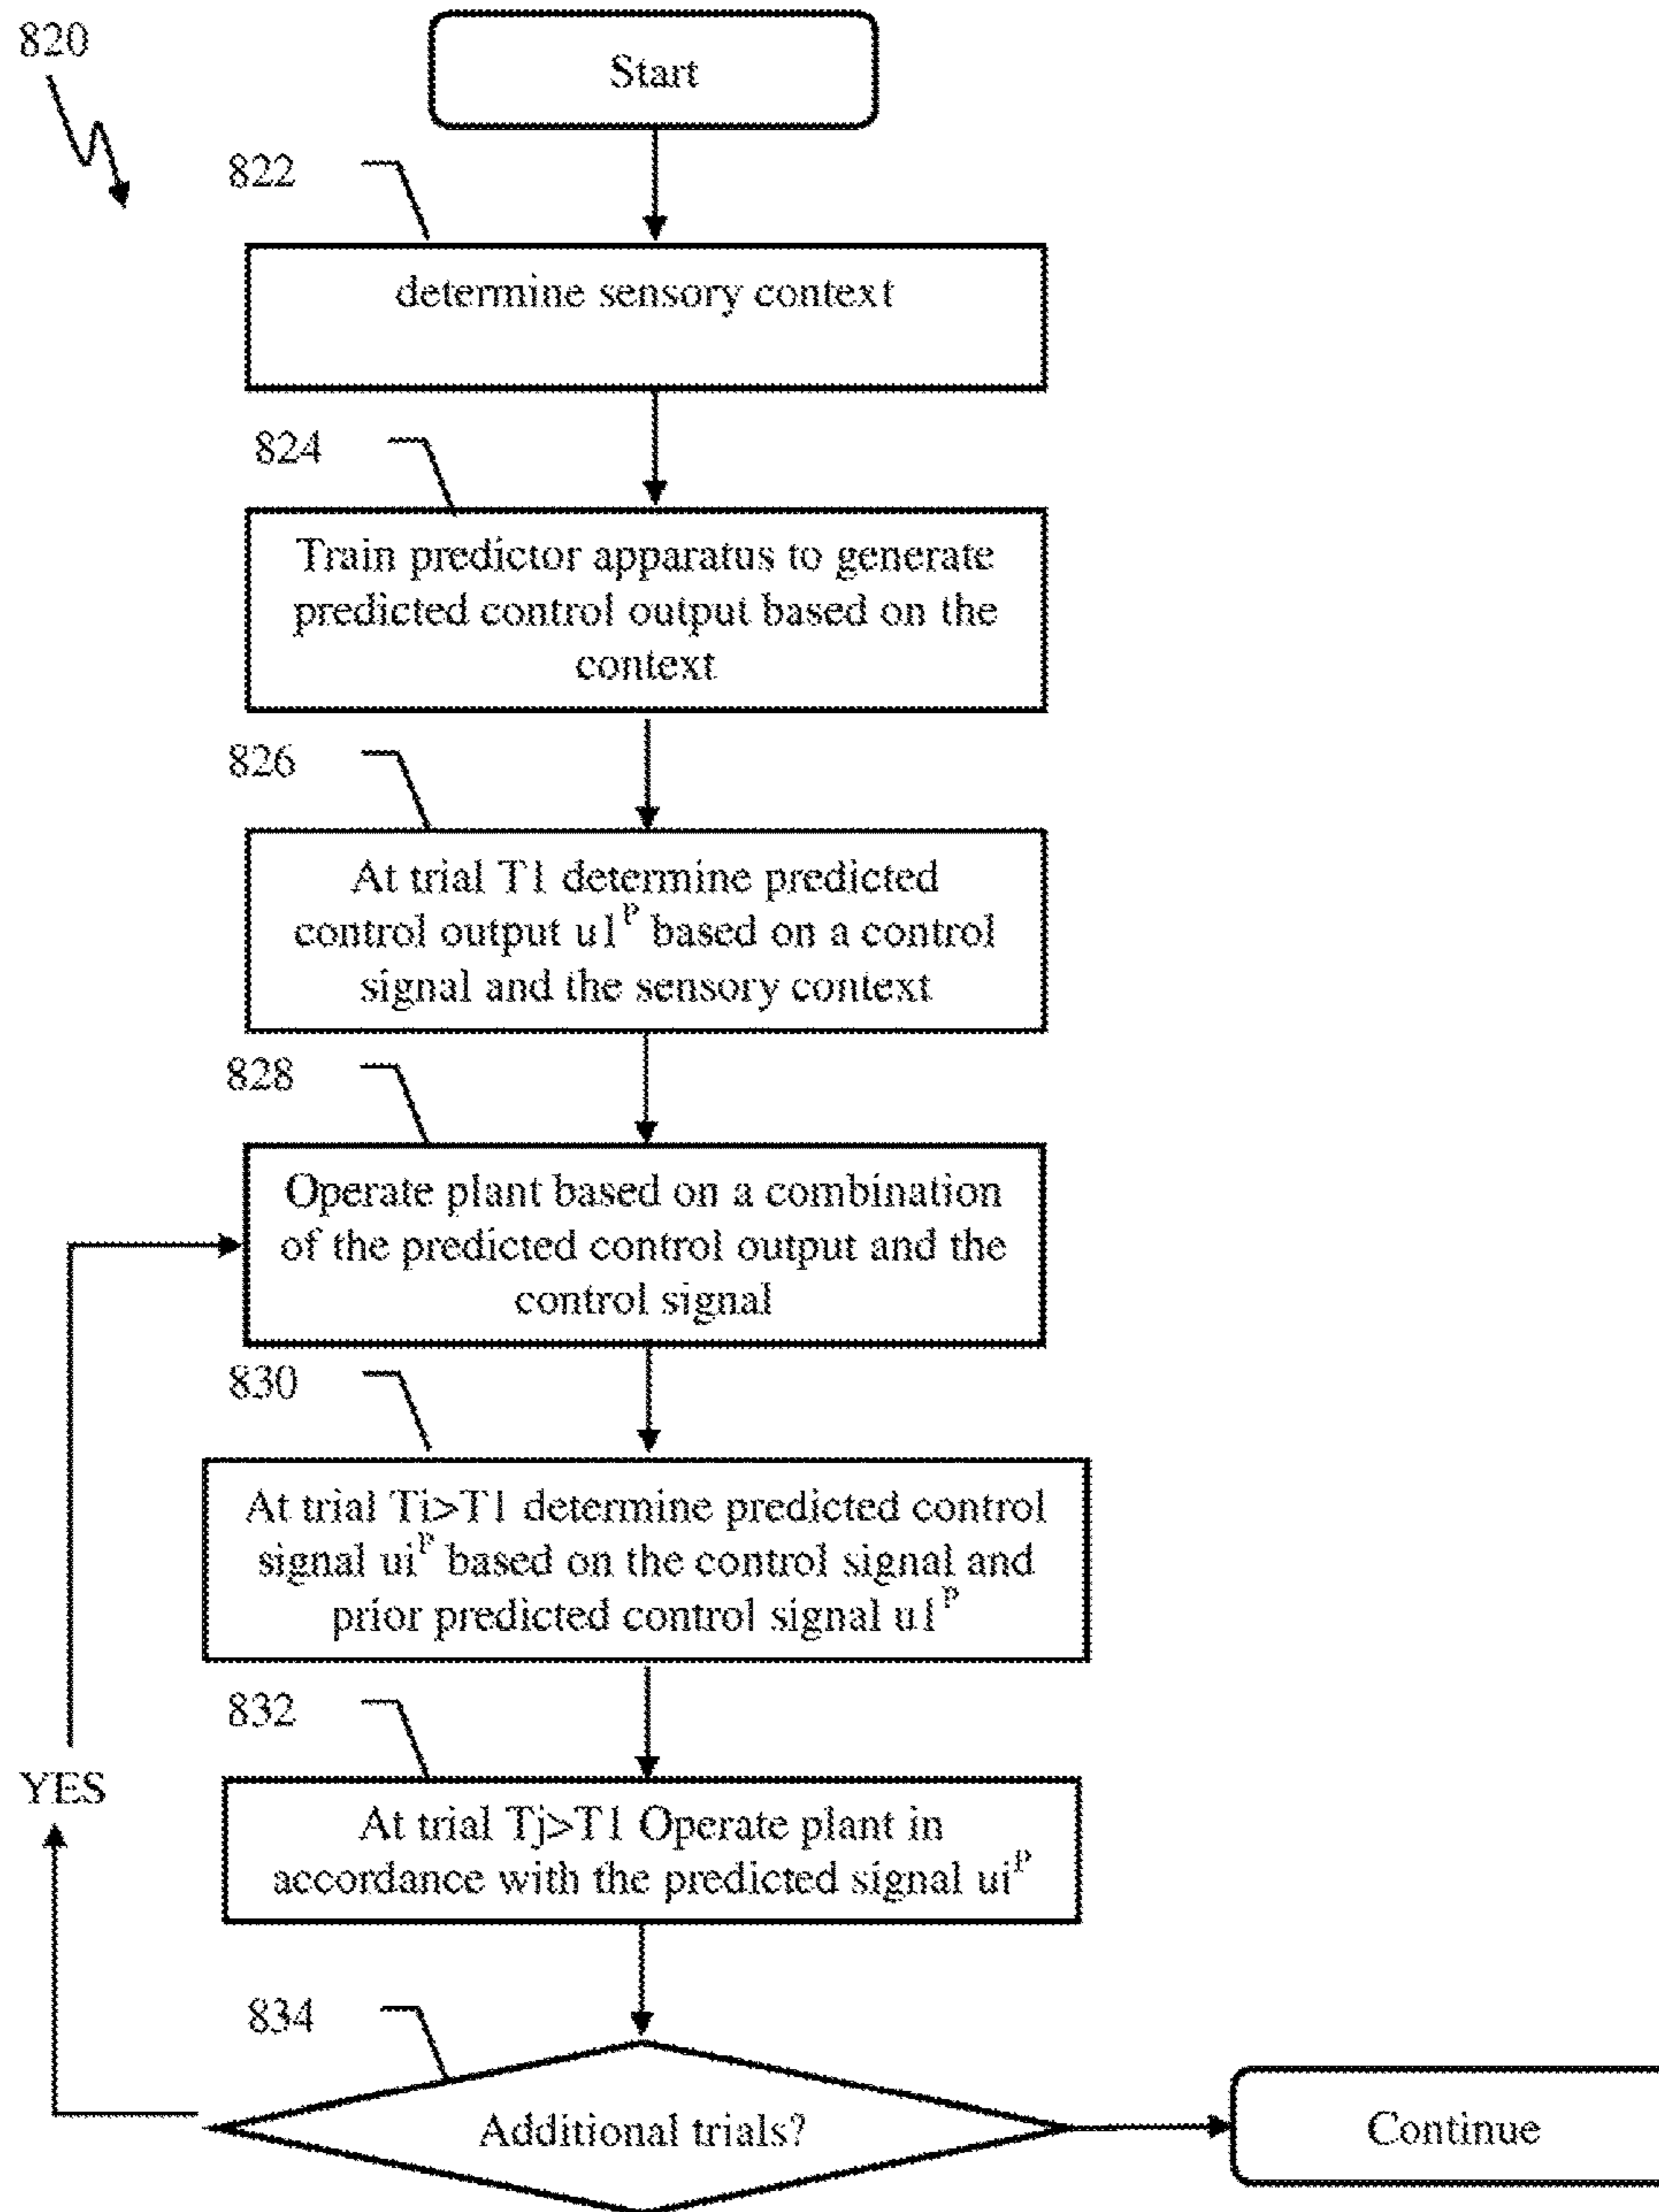 820
Start
822
determine sensory context
824
Train predictor apparatus to generate
predicted control output based on the
context
826
At trial T1 determine predicted
control output u1^P based on a control
signal and the sensory context
828
Operate plant based on a combination
of the predicted control output and the
control signal
830
At trial Ti>T1 determine predicted control
signal ui^P based on the control signal and
prior predicted control signal u1^P
832
YES
At trial Tj>T1 Operate plant in
accordance with the predicted signal ui^P
834
Additional trials?
Continue